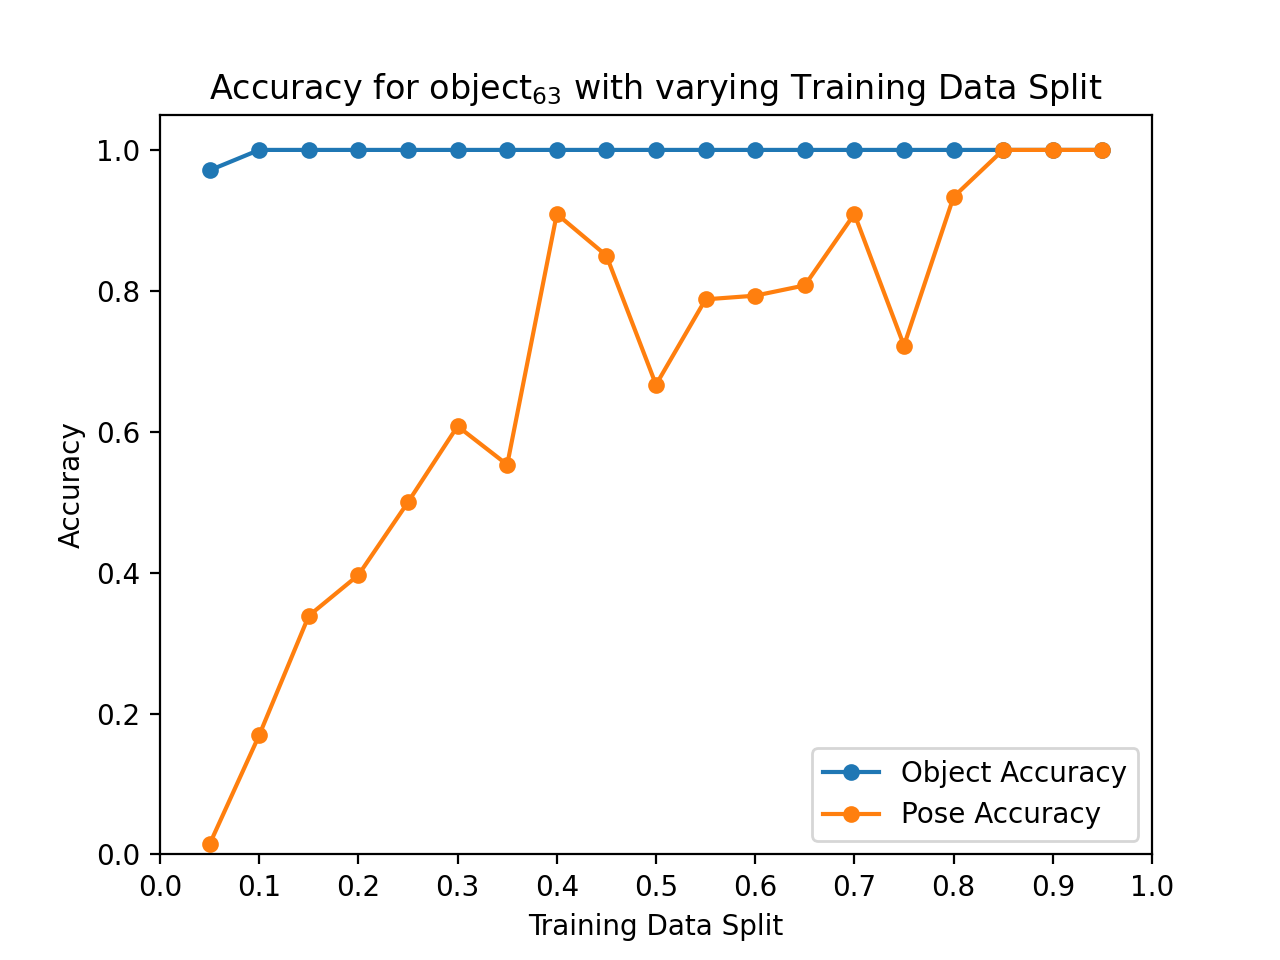 Accuracy for object₆₃ with varying Training Data Split
1.0
0.8
0.6
0.4
0.2
0.0
Accuracy
Object Accuracy
Pose Accuracy
0.0 0.1 0.2 0.3 0.4 0.5 0.6 0.7 0.8 0.9 1.0
Training Data Split